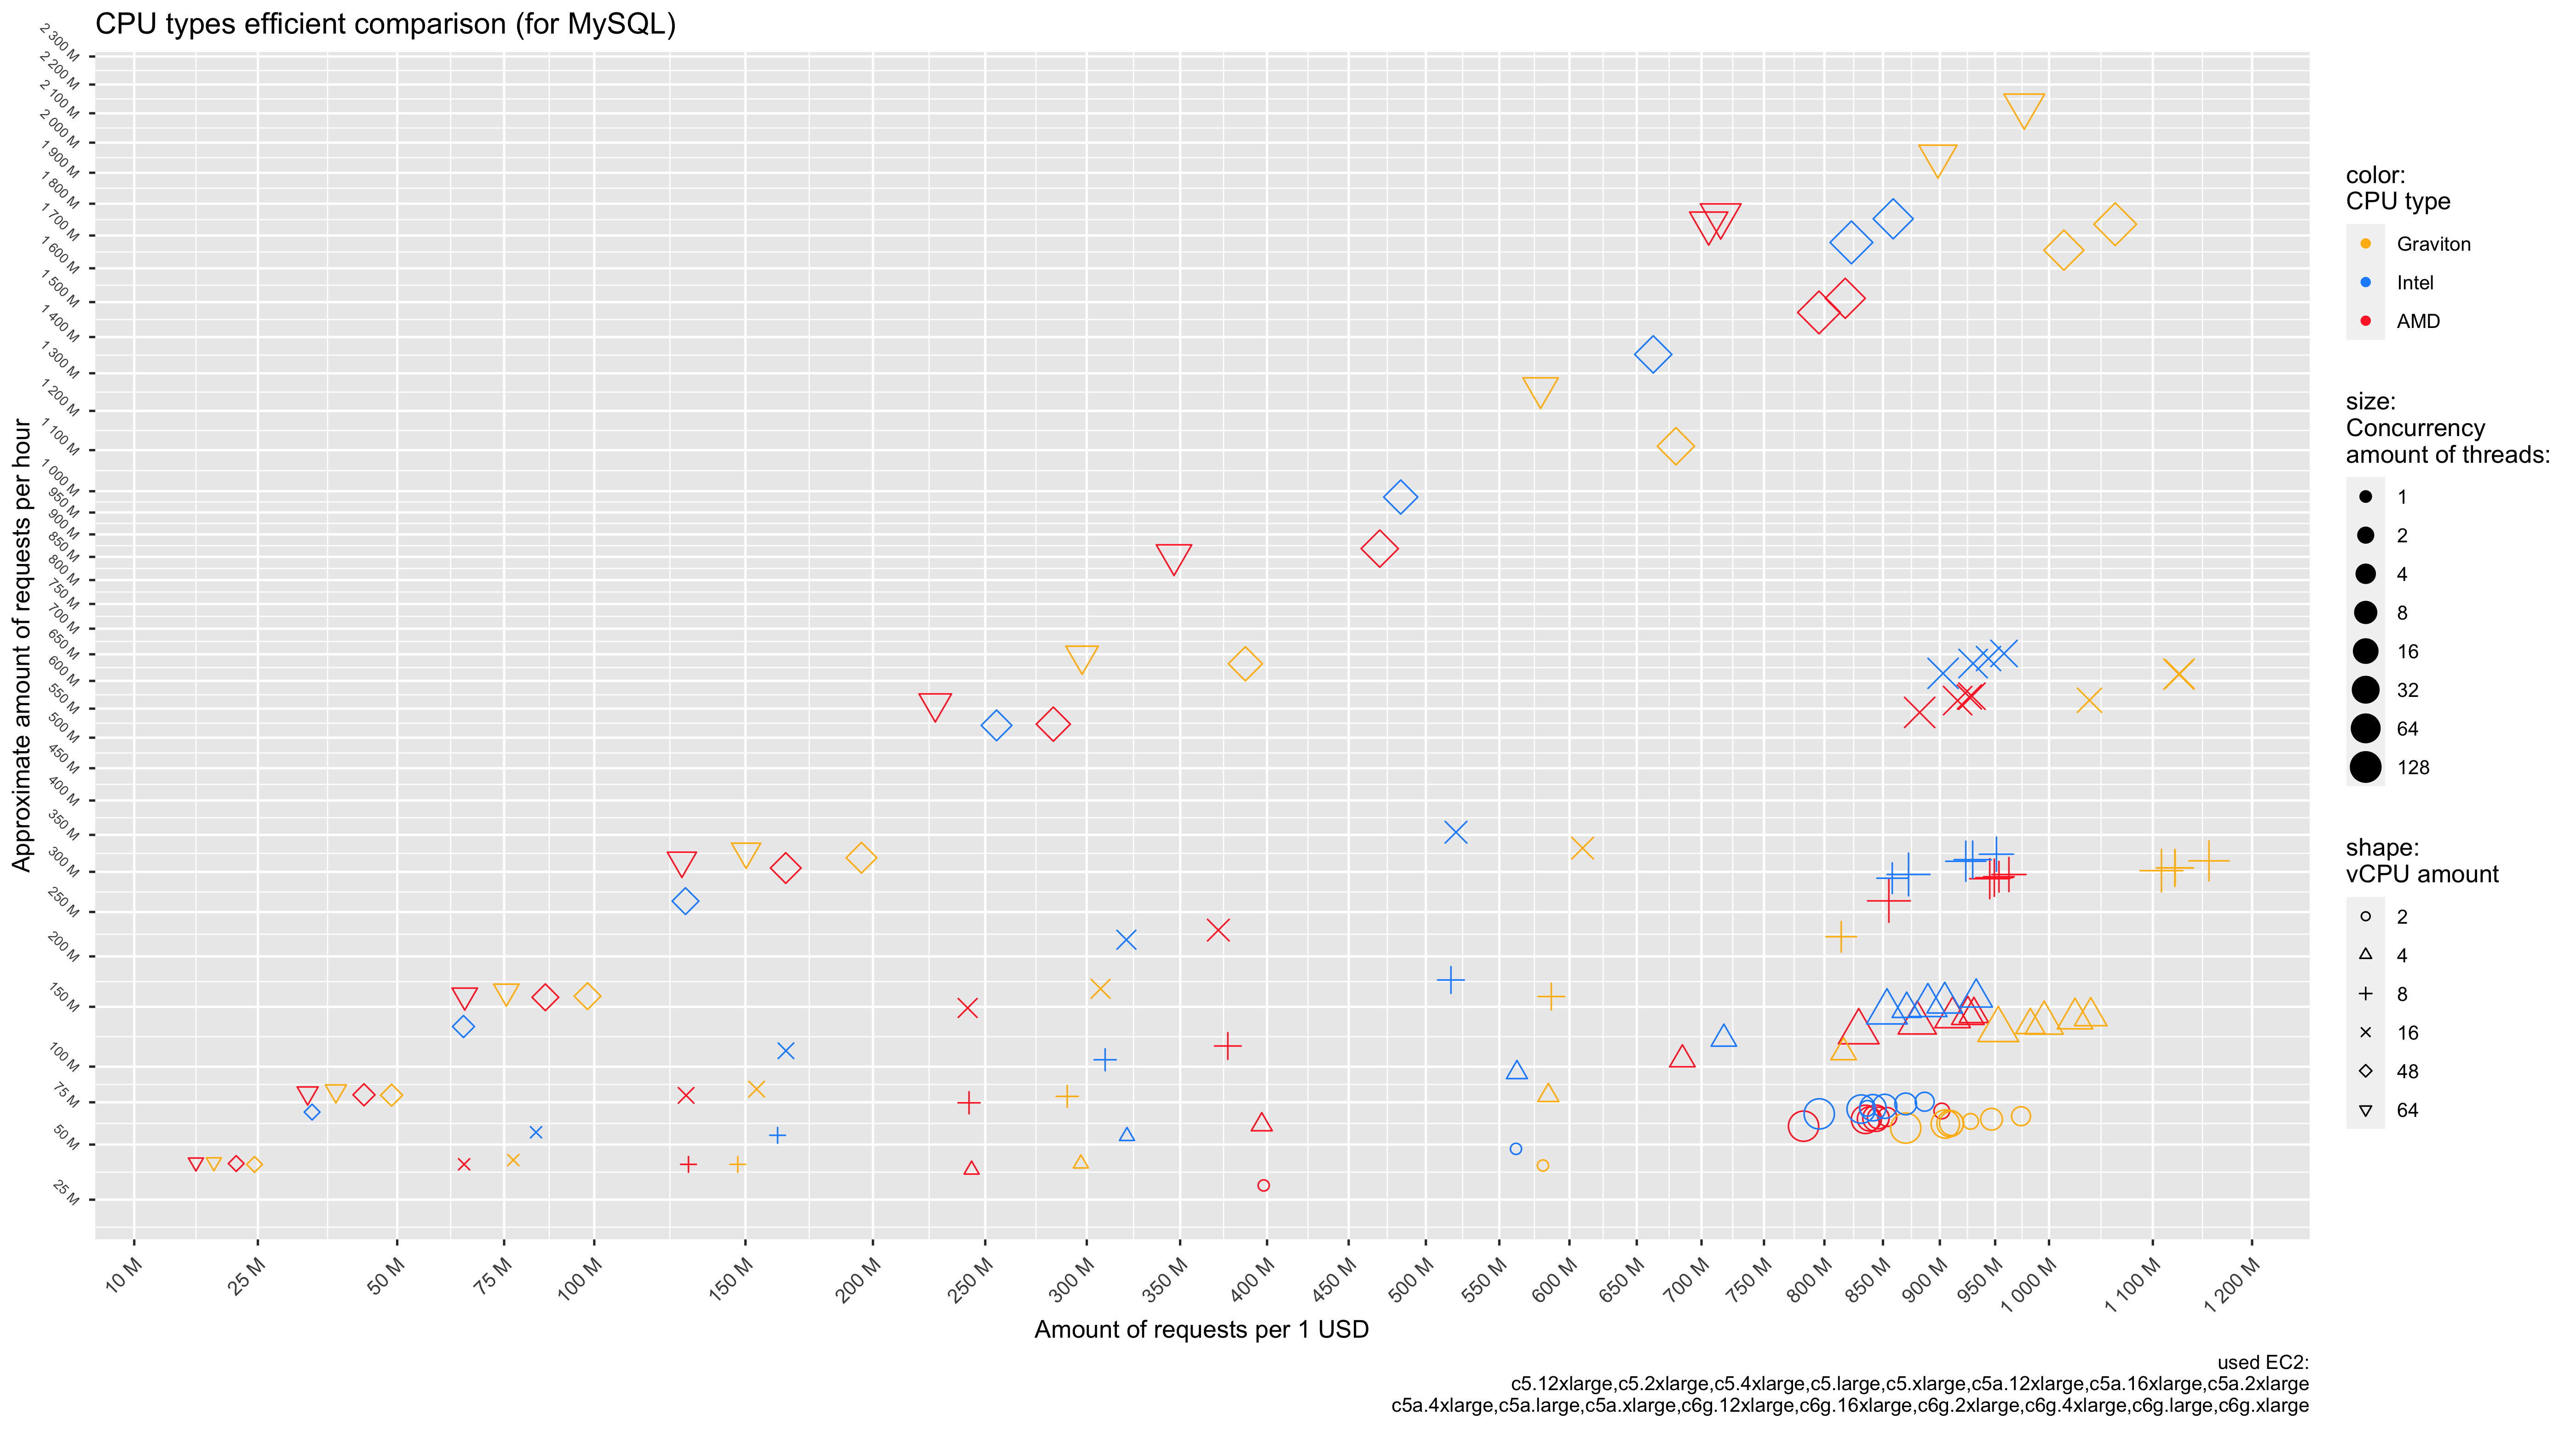 CPU types efficient comparison (for MySQL)
Approximate amount of requests per hour
2 300 M
2 200 M
2 100 M
2 000 M
1 900 M
1 800 M
1 700 M
1 600 M
1 500 M
1 400 M
1 300 M
1 200 M
1 100 M
1 000 M
950 M
900 M
850 M
800 M
750 M
700 M
650 M
600 M
550 M
500 M
450 M
400 M
350 M
300 M
250 M
200 M
150 M
100 M
75 M
50 M
25 M
10 M
25 M
50 M
75 M
100 M
150 M
200 M
250 M
300 M
350 M
400 M
450 M
500 M
550 M
600 M
650 M
700 M
750 M
800 M
850 M
900 M
950 M
1 000 M
1 100 M
1 200 M
Amount of requests per 1 USD
color:
CPU type
Graviton
Intel
AMD
size:
Concurrency
amount of threads:
1
2
4
8
16
32
64
128
shape:
vCPU amount
2
4
8
16
48
64
used EC2:
c5.12xlarge,c5.2xlarge,c5.4xlarge,c5.large,c5.xlarge,c5a.12xlarge,c5a.16xlarge,c5a.2xlarge
c5a.4xlarge,c5a.large,c5a.xlarge,c6g.12xlarge,c6g.16xlarge,c6g.2xlarge,c6g.4xlarge,c6g.large,c6g.xlarge